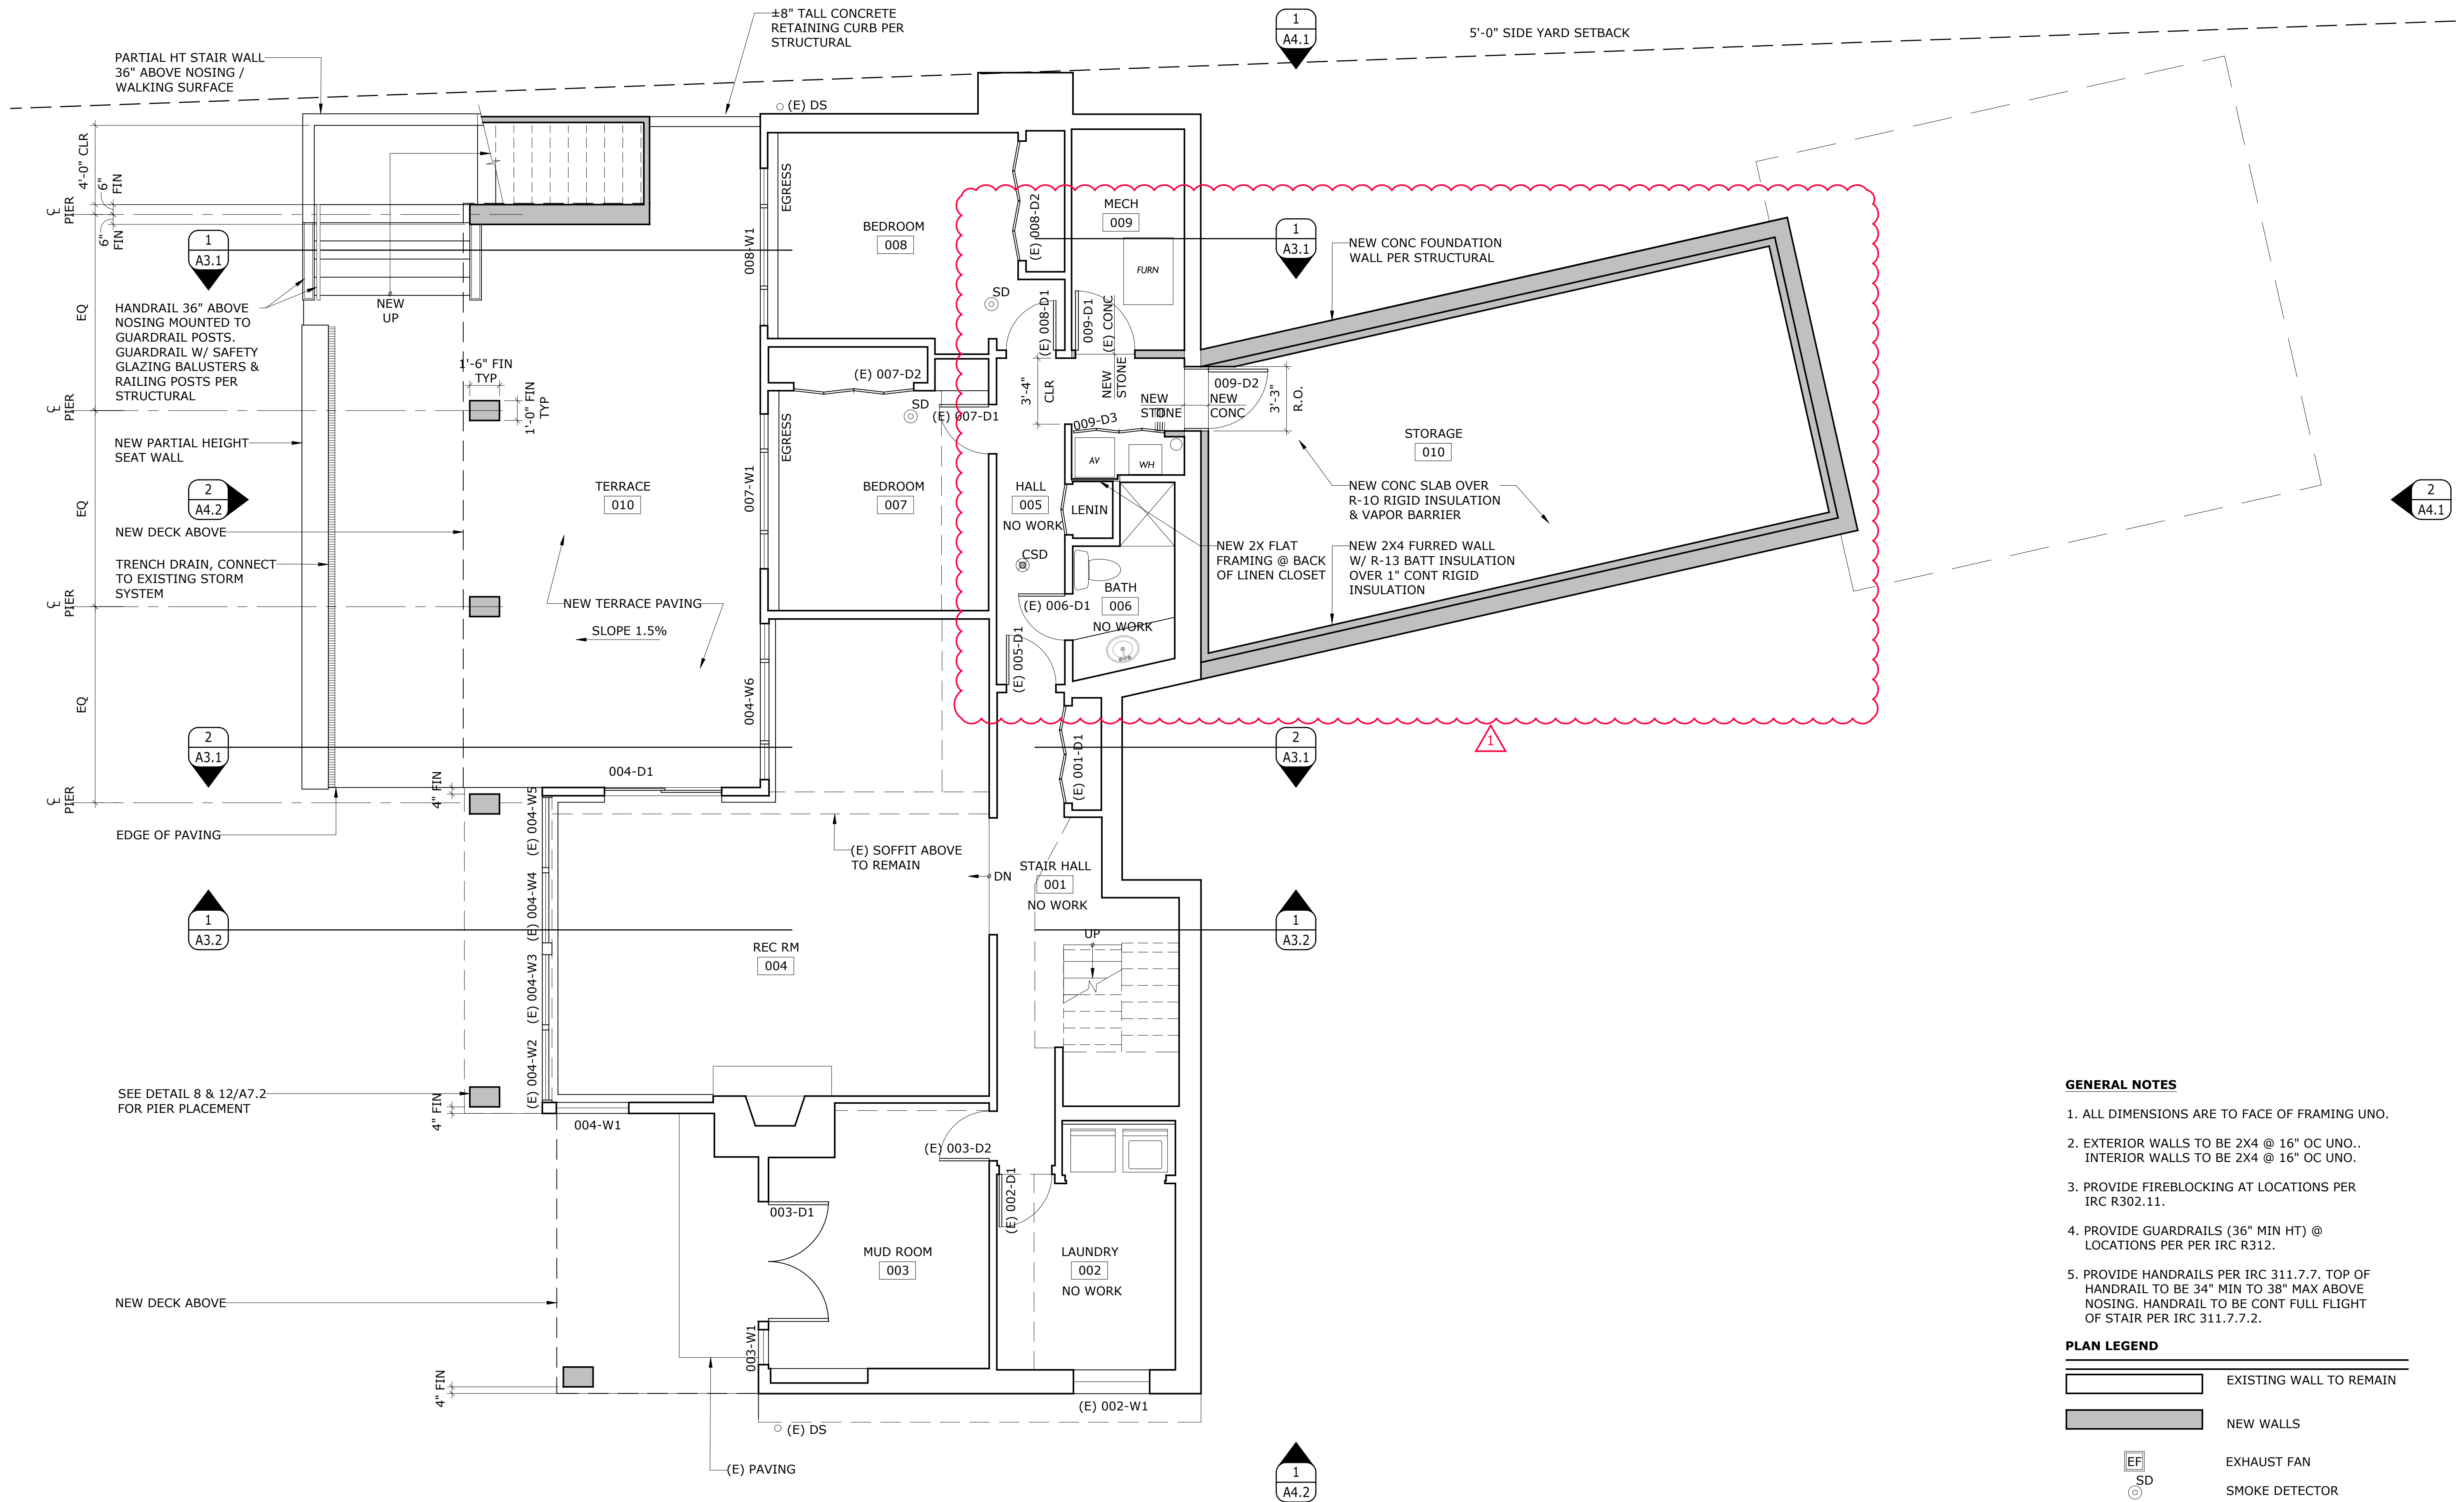 ±8" TALL CONCRETE
RETAINING CURB PER
STRUCTURAL
1
A4.1
5'-0" SIDE YARD SETBACK
PARTIAL HT STAIR WALL
36" ABOVE NOSING /
WALKING SURFACE
(E) DS
4'-0" CLR
6"
FIN
6"
FIN
℄
PIER
1
A3.1
EGRESS
008-W1
BEDROOM
008
(E) 008-D2
MECH
009
FURN
1
A3.1
NEW CONC FOUNDATION
WALL PER STRUCTURAL
HANDRAIL 36" ABOVE
NOSING MOUNTED TO
GUARDRAIL POSTS.
GUARDRAIL W/ SAFETY
GLAZING BALUSTERS &
RAILING POSTS PER
STRUCTURAL
NEW
UP
EQ
SD
(E) 008-D1
009-D1
(E) CONC
NEW
STONE
1'-6" FIN
TYP
1'-0" FIN
TYP
(E) 007-D2
SD
(E) 007-D1
3'-4"
CLR
NEW
STONE
NEW
CONC
009-D2
009-D3
3'-3"
R.O.
℄
PIER
NEW PARTIAL HEIGHT
SEAT WALL
EGRESS
007-W1
AV
WH
STORAGE
010
2
A4.2
TERRACE
010
BEDROOM
007
HALL
005
NO WORK
LENIN
NEW CONC SLAB OVER
R-1O RIGID INSULATION
& VAPOR BARRIER
2
A4.1
EQ
NEW DECK ABOVE
TRENCH DRAIN, CONNECT
TO EXISTING STORM
SYSTEM
CSD
NEW 2X FLAT
FRAMING @ BACK
OF LINEN CLOSET
NEW 2X4 FURRED WALL
W/ R-13 BATT INSULATION
OVER 1" CONT RIGID
INSULATION
℄
PIER
NEW TERRACE PAVING
SLOPE 1.5%
(E) 006-D1
BATH
006
NO WORK
(E) 005-D1
EQ
004-W6
2
A3.1
(E) 001-D1
2
A3.1
1
℄
PIER
4" FIN
004-D1
(E) 004-W5
EDGE OF PAVING
(E) SOFFIT ABOVE
TO REMAIN
DN
STAIR HALL
001
NO WORK
1
A3.2
(E) 004-W4
UP
1
A3.2
REC RM
004
(E) 004-W3
(E) 004-W2
SEE DETAIL 8 & 12/A7.2
FOR PIER PLACEMENT
4" FIN
004-W1
(E) 003-D2
(E) 002-D1
003-D1
MUD ROOM
003
LAUNDRY
002
NO WORK
NEW DECK ABOVE
003-W1
4" FIN
(E) 002-W1
(E) DS
(E) PAVING
1
A4.2
GENERAL NOTES
1. ALL DIMENSIONS ARE TO FACE OF FRAMING UNO.
2. EXTERIOR WALLS TO BE 2X4 @ 16" OC UNO..
INTERIOR WALLS TO BE 2X4 @ 16" OC UNO.
3. PROVIDE FIREBLOCKING AT LOCATIONS PER
IRC R302.11.
4. PROVIDE GUARDRAILS (36" MIN HT) @
LOCATIONS PER PER IRC R312.
5. PROVIDE HANDRAILS PER IRC 311.7.7. TOP OF
HANDRAIL TO BE 34" MIN TO 38" MAX ABOVE
NOSING. HANDRAIL TO BE CONT FULL FLIGHT
OF STAIR PER IRC 311.7.7.2.
PLAN LEGEND
EXISTING WALL TO REMAIN
NEW WALLS
EF
EXHAUST FAN
SD
SMOKE DETECTOR